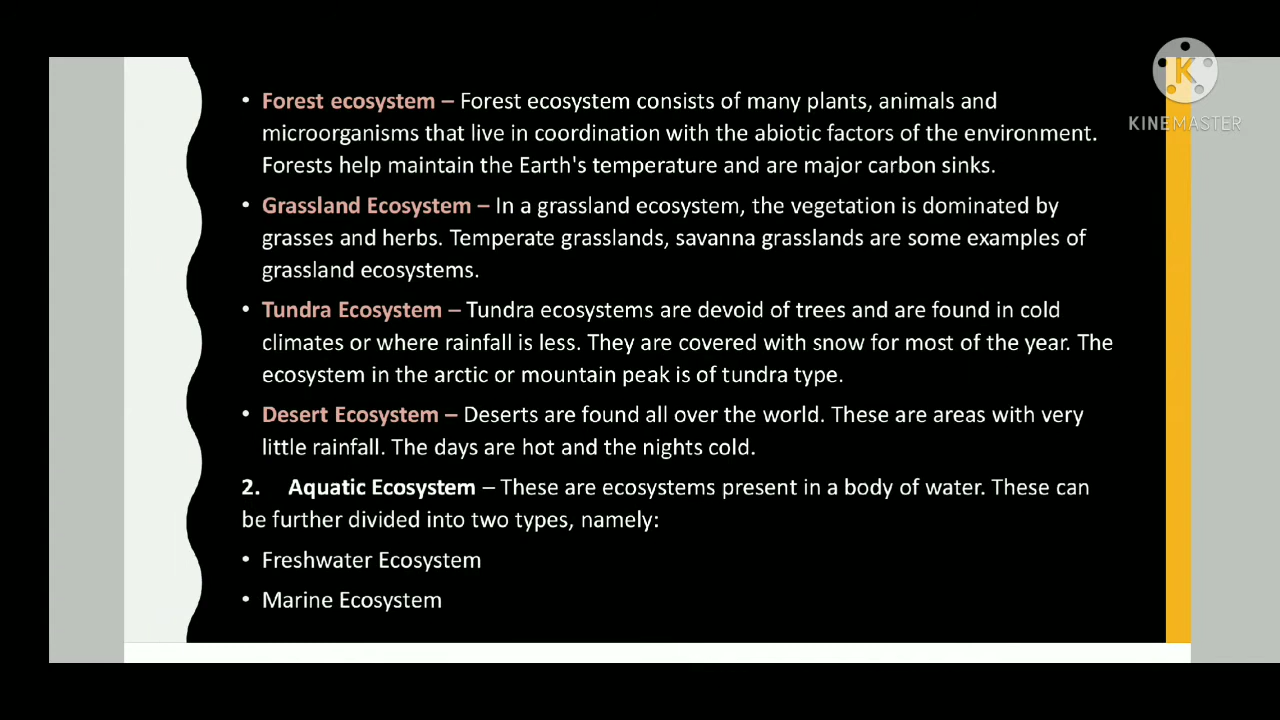 • Forest ecosystem – Forest ecosystem consists of many plants, animals and
microorganisms that live in coordination with the abiotic factors of the environment.
Forests help maintain the Earth's temperature and are major carbon sinks.
• Grassland Ecosystem – In a grassland ecosystem, the vegetation is dominated by
grasses and herbs. Temperate grasslands, savanna grasslands are some examples of
grassland ecosystems.
• Tundra Ecosystem – Tundra ecosystems are devoid of trees and are found in cold
climates or where rainfall is less. They are covered with snow for most of the year. The
ecosystem in the arctic or mountain peak is of tundra type.
• Desert Ecosystem – Deserts are found all over the world. These are areas with very
little rainfall. The days are hot and the nights cold.
2. Aquatic Ecosystem – These are ecosystems present in a body of water. These can
be further divided into two types, namely:
• Freshwater Ecosystem
• Marine Ecosystem
K
KINEMASTER